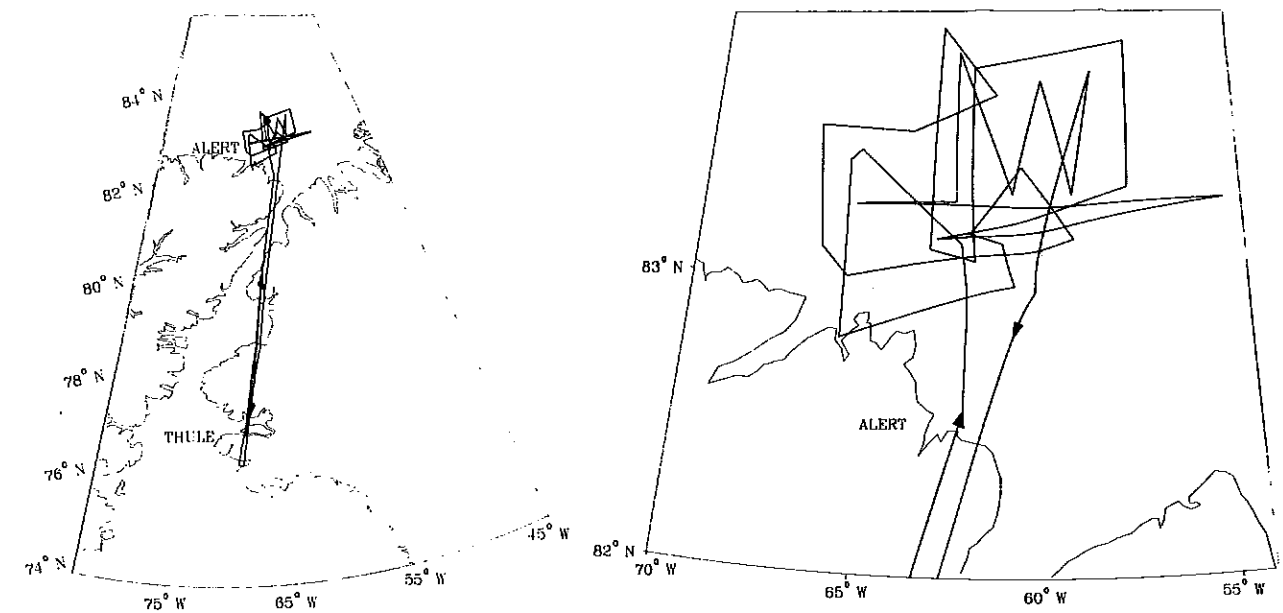 84° N
ALERT
82° N
80° N
78° N
THULE
76° N
74° N
75° W
65° W
55° W
45° W
83° N
ALERT
82° N
70° W
65° W
60° W
55° W